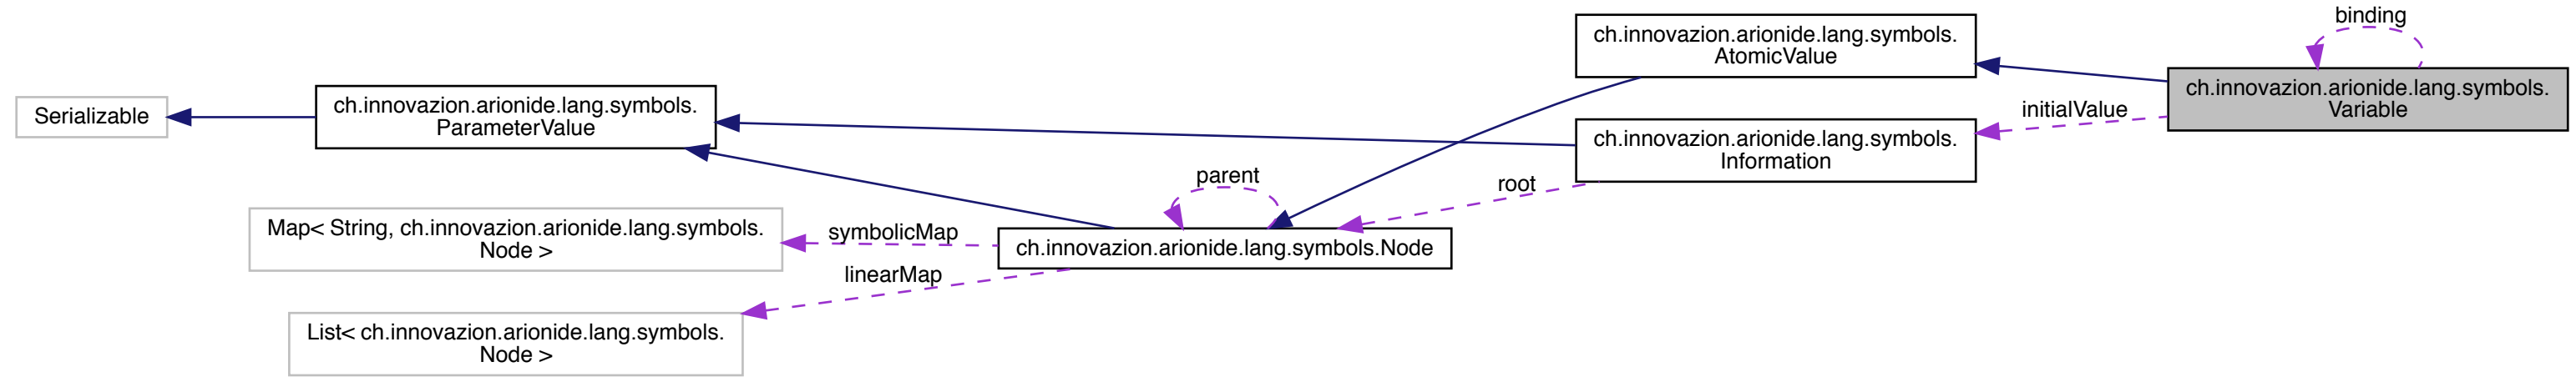 binding
ch.innovazion.arionide.lang.symbols.
AtomicValue
ch.innovazion.arionide.lang.symbols.
Variable
Serializable
ch.innovazion.arionide.lang.symbols.
ParameterValue
initialValue
ch.innovazion.arionide.lang.symbols.
Information
parent
root
Map< String, ch.innovazion.arionide.lang.symbols.
Node >
symbolicMap
ch.innovazion.arionide.lang.symbols.Node
linearMap
List< ch.innovazion.arionide.lang.symbols.
Node >